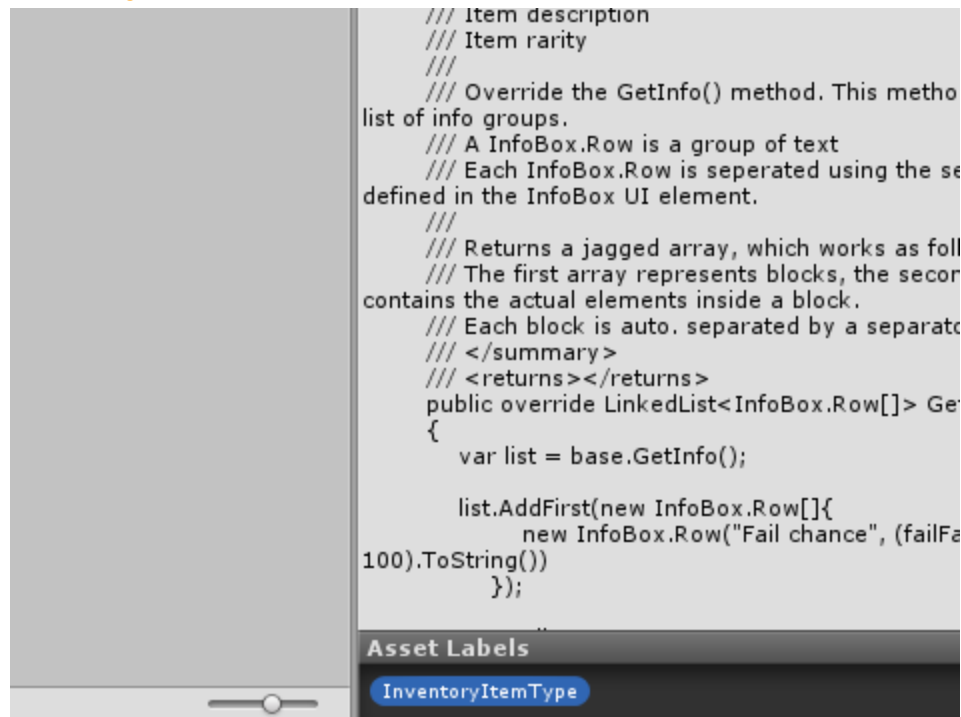 /// Item description
/// Item rarity
///
/// Override the GetInfo() method. This metho
list of info groups.
/// A InfoBox.Row is a group of text
/// Each InfoBox.Row is seperated using the se
defined in the InfoBox UI element.
///
/// Returns a jagged array, which works as foll
/// The first array represents blocks, the secon
contains the actual elements inside a block.
/// Each block is auto. separated by a separato
/// </summary>
/// <returns></returns>
public override LinkedList<InfoBox.Row[]> Get
{
var list = base.GetInfo();
list.AddFirst(new InfoBox.Row[]{
new InfoBox.Row("Fail chance", (failFa
100).ToString())
});
Asset Labels
InventoryItemType